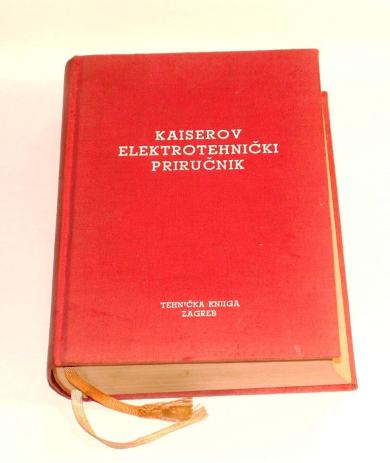 KAISEROV
ELEKTROTEHNIČKI
PRIRUČNIK
TEHNIČKA KNJIGA
ZAGREB